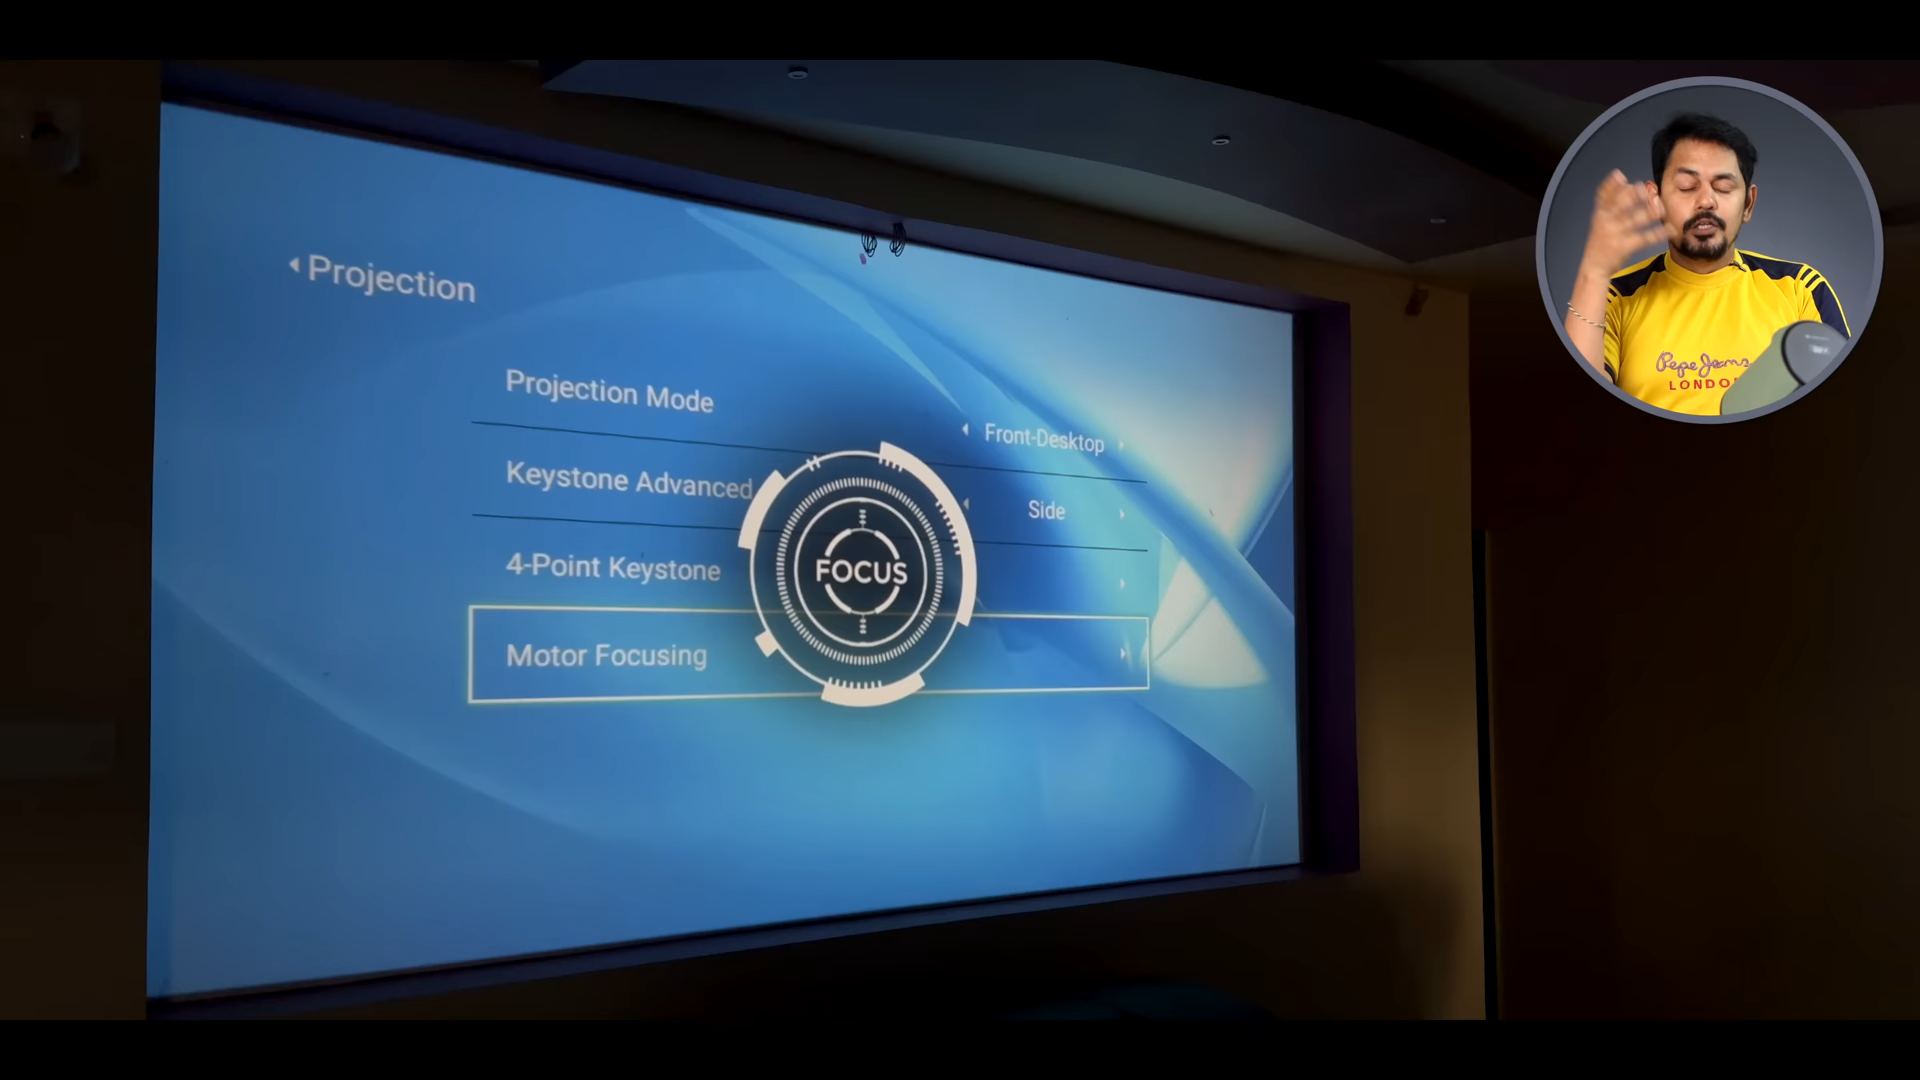 Projection
Projection Mode
Front-Desktop
Keystone Advanced
Side
4-Point Keystone
FOCUS
Motor Focusing
Pepe Jeans
LONDON